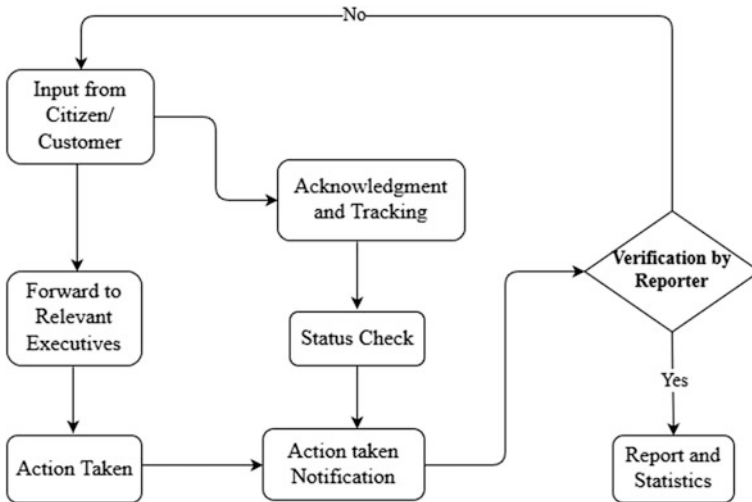 No
Input from
Citizen/
Customer
Acknowledgment
and Tracking
Verification by
Reporter
Forward to
Relevant
Executives
Status Check
Yes
Action Taken
Action taken
Notification
Report and
Statistics